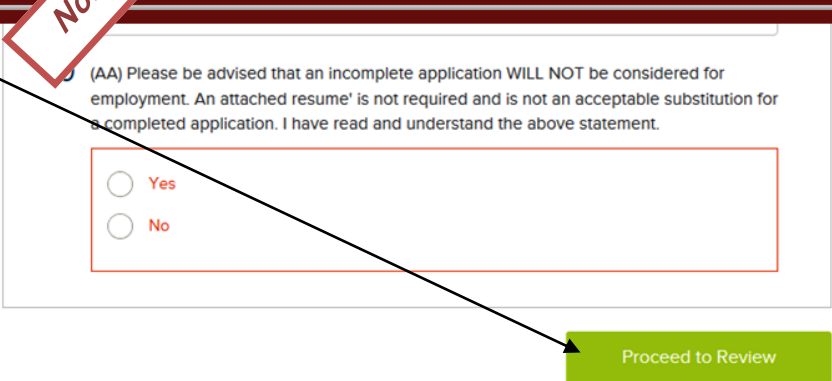 No
(AA) Please be advised that an incomplete application WILL NOT be considered for
employment. An attached resume' is not required and is not an acceptable substitution for
a completed application. I have read and understand the above statement.
Yes
No
Proceed to Review